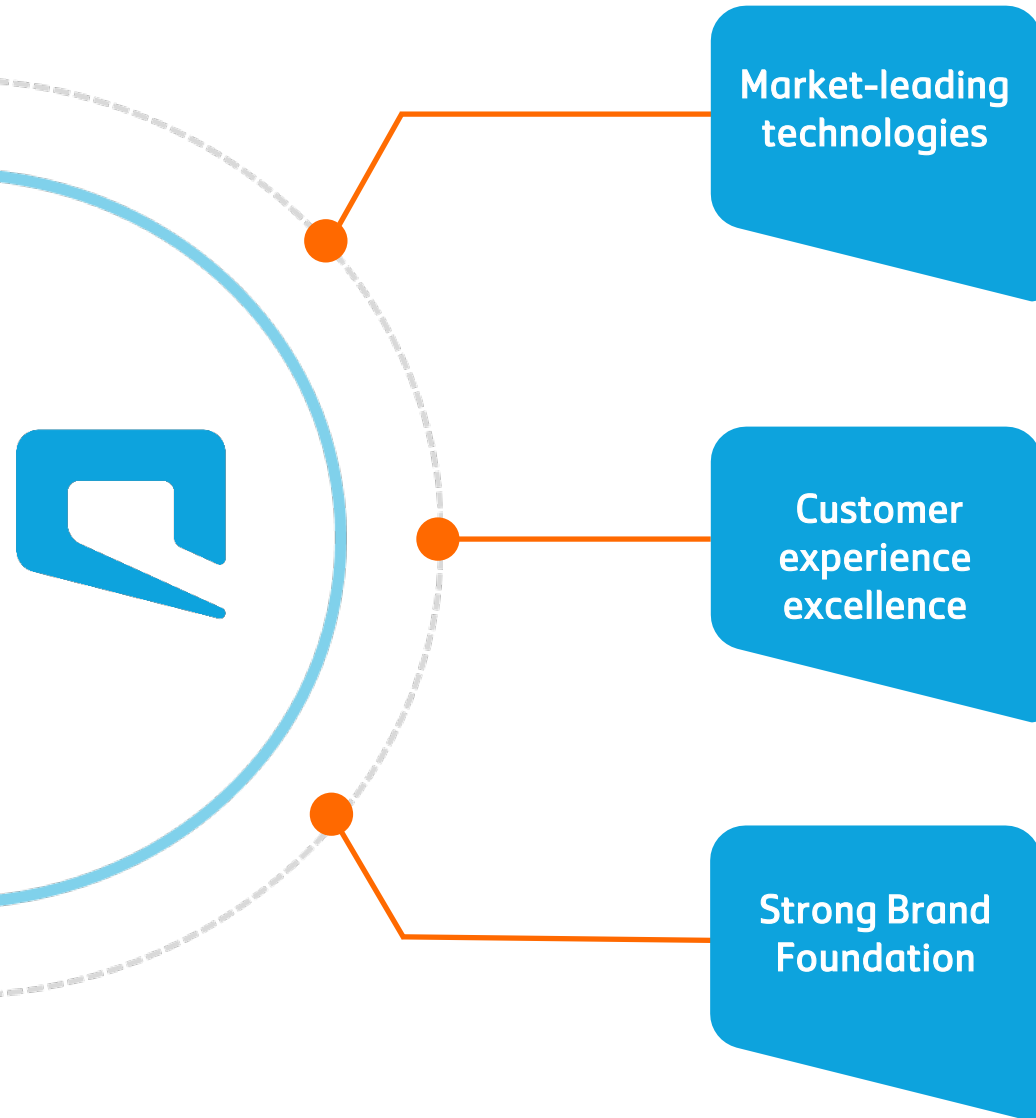 Market-leading
technologies
Customer
experience
excellence
Strong Brand
Foundation